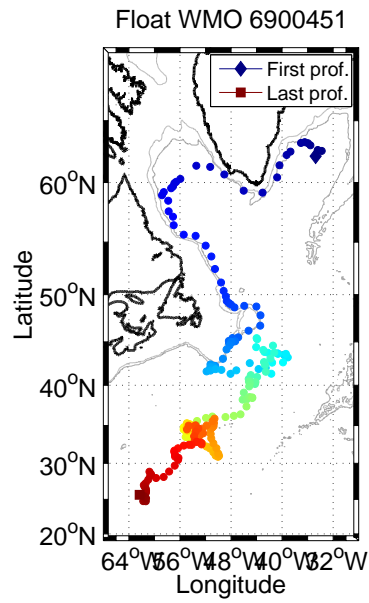 Float WMO 6900451
First prof.
Last prof.
60°N
50°N
40°N
30°N
20°N
Latitude
64°W 56°W 48°W 40°W 32°W
Longitude